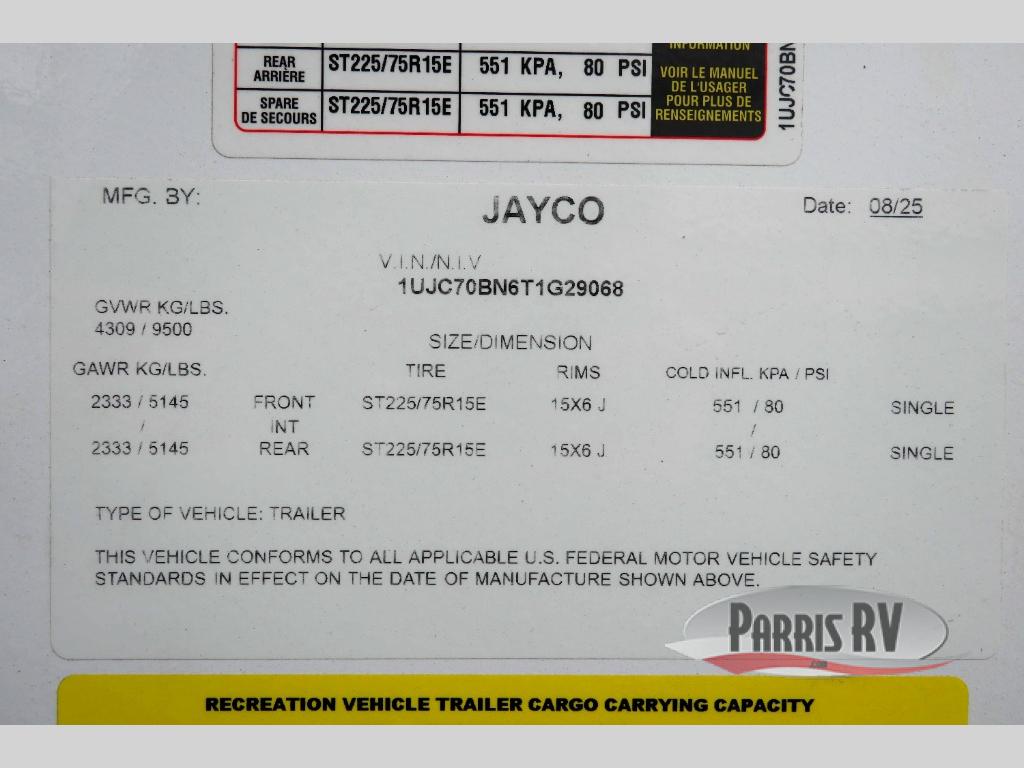 INFORMATION
REAR ARRIÈRE ST225/75R15E 551 KPA, 80 PSI
VOIR LE MANUEL
DE L'USAGER
POUR PLUS DE
RENSEIGNEMENTS
SPARE DE SECOURS ST225/75R15E 551 KPA, 80 PSI
1UJC70BN
MFG. BY: JAYCO Date: 08/25
V.I.N./N.I.V
1UJC70BN6T1G29068
GVWR KG/LBS.
4309 / 9500
SIZE/DIMENSION
GAWR KG/LBS. TIRE RIMS COLD INFL. KPA / PSI
2333 / 5145 FRONT ST225/75R15E 15X6 J 551 / 80 SINGLE
/ INT /
2333 / 5145 REAR ST225/75R15E 15X6 J 551 / 80 SINGLE
TYPE OF VEHICLE: TRAILER
THIS VEHICLE CONFORMS TO ALL APPLICABLE U.S. FEDERAL MOTOR VEHICLE SAFETY
STANDARDS IN EFFECT ON THE DATE OF MANUFACTURE SHOWN ABOVE.
PARRIS RV
.com
RECREATION VEHICLE TRAILER CARGO CARRYING CAPACITY